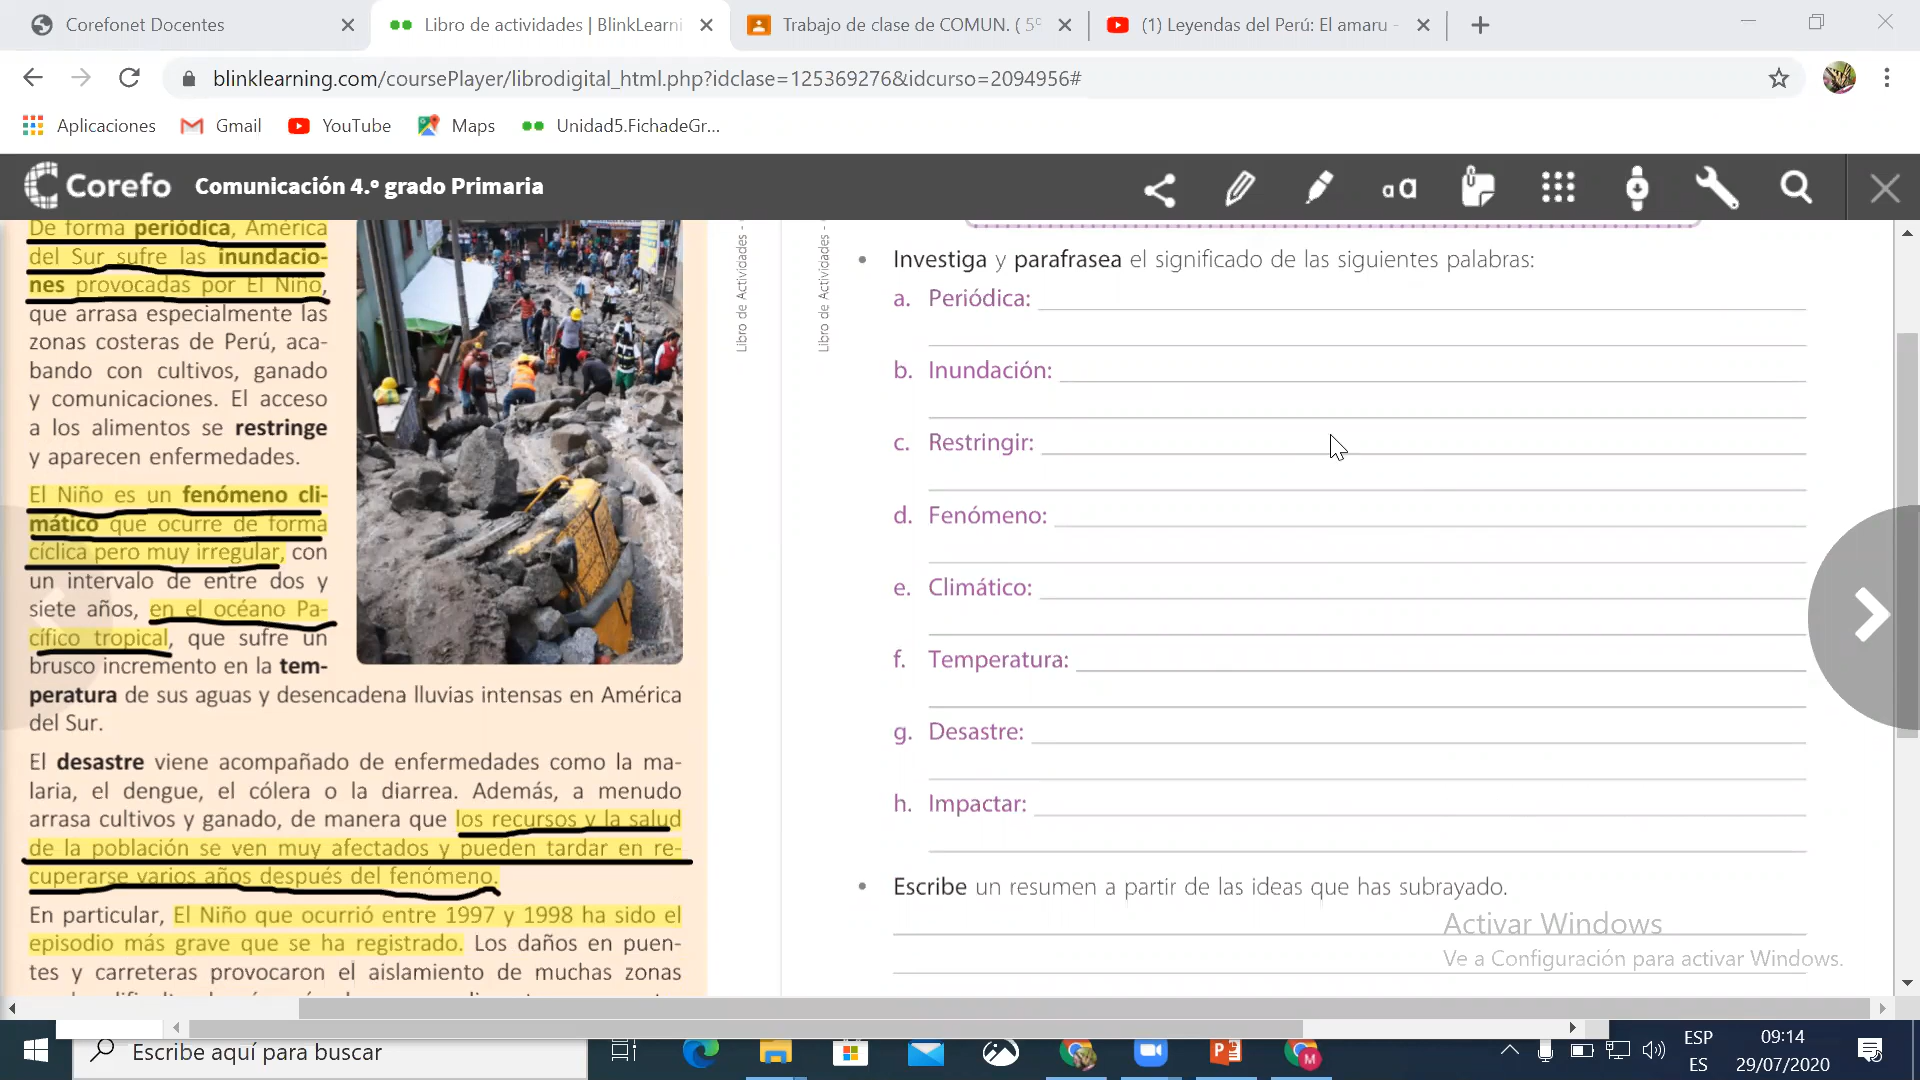 Corefonet Docentes
Libro de actividades | BlinkLearni
Trabajo de clase de COMUN. ( 5º
(1) Leyendas del Perú: El amaru -
blinklearning.com/coursePlayer/librodigital_html.php?idclase=125369276&idcurso=2094956#
Aplicaciones
Gmail
YouTube
Maps
Unidad5.FichadeGr...
Corefo
Comunicación 4.º grado Primaria
a a
De forma periódica, América
del Sur sufre las inundacio-
nes provocadas por El Niño,
que arrasa especialmente las
zonas costeras de Perú, aca-
bando con cultivos, ganado
y comunicaciones. El acceso
a los alimentos se restringe
y aparecen enfermedades.
El Niño es un fenómeno cli-
mático que ocurre de forma
cíclica pero muy irregular, con
un intervalo de entre dos y
siete años, en el océano Pa-
cífico tropical, que sufre un
brusco incremento en la tem-
peratura de sus aguas y desencadena lluvias intensas en América
del Sur.
El desastre viene acompañado de enfermedades como la ma-
laria, el dengue, el cólera o la diarrea. Además, a menudo
arrasa cultivos y ganado, de manera que los recursos y la salud
de la población se ven muy afectados y pueden tardar en re-
cuperarse varios años después del fenómeno.
En particular, El Niño que ocurrió entre 1997 y 1998 ha sido el
episodio más grave que se ha registrado. Los daños en puen-
tes y carreteras provocaron el aislamiento de muchas zonas
Libro de Actividades -
Libro de Actividades -
• Investiga y parafrasea el significado de las siguientes palabras:
a. Periódica:
b. Inundación:
c. Restringir:
d. Fenómeno:
e. Climático:
f. Temperatura:
g. Desastre:
h. Impactar:
• Escribe un resumen a partir de las ideas que has subrayado.
Activar Windows
Ve a Configuración para activar Windows.
Escribe aquí para buscar
ESP
ES
09:14
29/07/2020